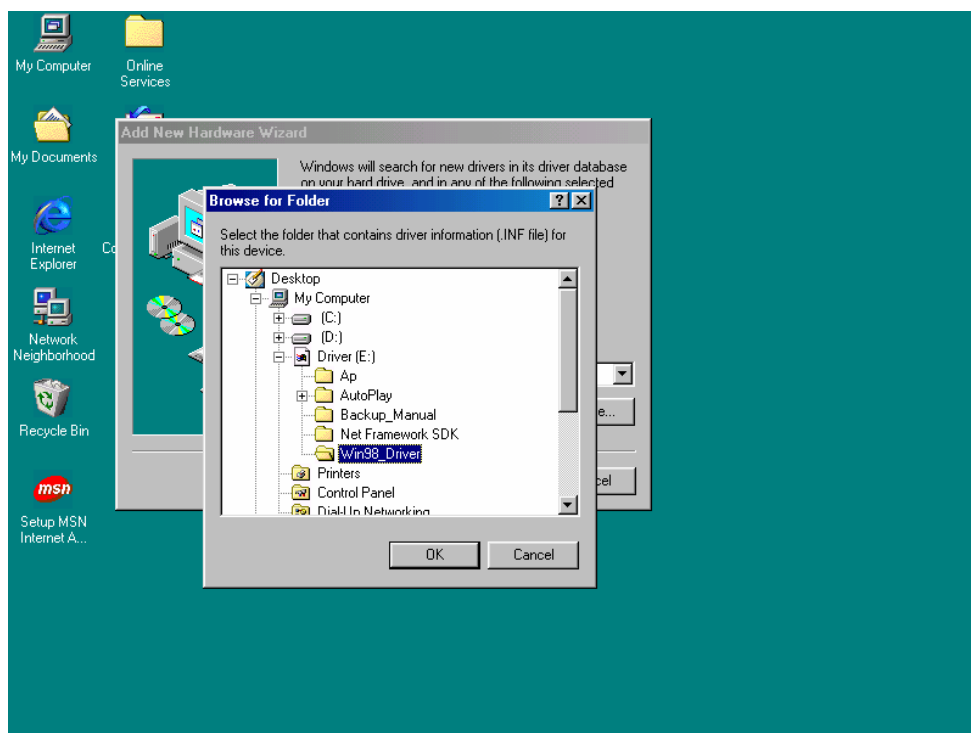 My Computer
Online
Services
My Documents
Internet
Explorer
Network
Neighborhood
Recycle Bin
msn
Setup MSN
Internet A...
Add New Hardware Wizard
Windows will search for new drivers in its driver database
on your hard drive, and in any of the following selected
Browse for Folder
Select the folder that contains driver information (.INF file) for
this device.
Desktop
My Computer
(C:)
(D:)
Driver (E:)
Ap
AutoPlay
Backup_Manual
Net Framework SDK
Win98_Driver
Printers
Control Panel
Dial-Up Networking
OK
Cancel